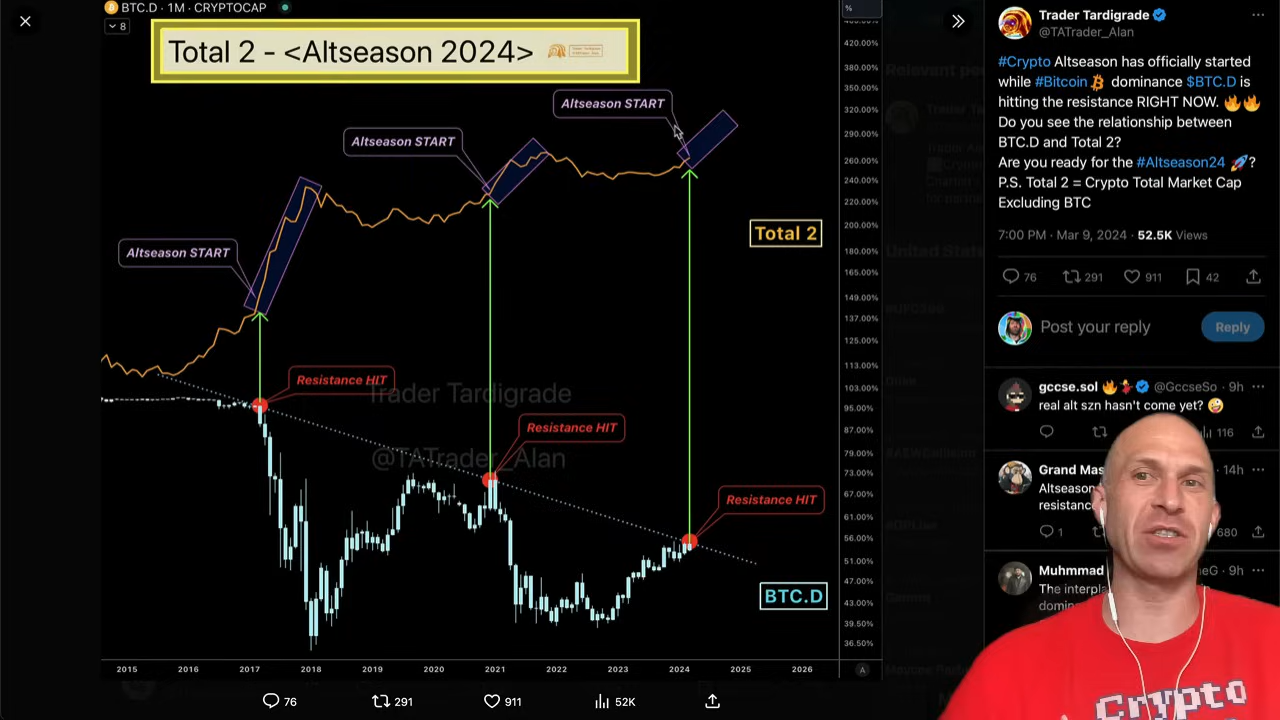 BTC.D · 1M · CRYPTOCAP
8
Total 2 - <Altseason 2024>
Altseason START
Altseason START
Altseason START
Total 2
Resistance HIT
Resistance HIT
Resistance HIT
Trader Tardigrade
@TATrader_Alan
BTC.D
%
420.00%
380.00%
350.00%
320.00%
290.00%
260.00%
240.00%
220.00%
200.00%
180.00%
165.00%
149.00%
137.00%
125.00%
113.00%
103.00%
95.00%
87.00%
79.00%
73.00%
67.00%
61.00%
56.00%
51.00%
47.00%
43.00%
39.50%
36.50%
2015 2016 2017 2018 2019 2020 2021 2022 2023 2024 2025 2026
A
76 291 911 52K
Trader Tardigrade
@TATrader_Alan
#Crypto Altseason has officially started
while #Bitcoin dominance $BTC.D is
hitting the resistance RIGHT NOW. 🔥🔥
Do you see the relationship between
BTC.D and Total 2?
Are you ready for the #Altseason24 🚀?
P.S. Total 2 = Crypto Total Market Cap
Excluding BTC
7:00 PM · Mar 9, 2024 · 52.5K Views
76 291 911 42
Post your reply
Reply
gccse.sol 🔥 @GccseSo · 9h
real alt szn hasn't come yet? 🤪
116
Grand Mas 14h
Altseason
resistance
1 680
Muhmmad eG · 9h
The interpla
domin
Crypto